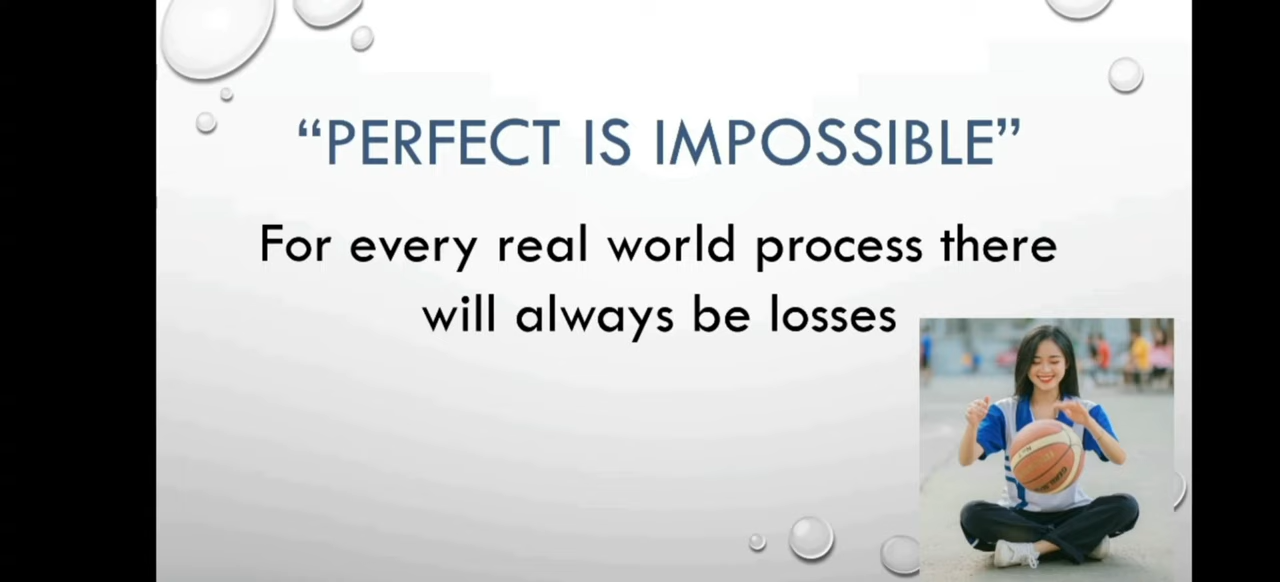 “PERFECT IS IMPOSSIBLE”
For every real world process there
will always be losses